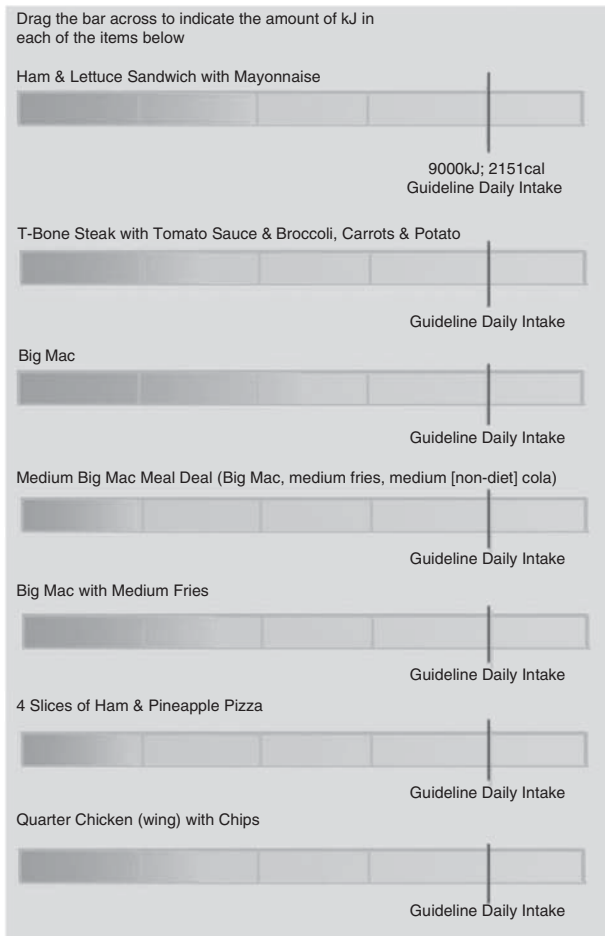 Drag the bar across to indicate the amount of kJ in
each of the items below
Ham & Lettuce Sandwich with Mayonnaise
9000kJ; 2151cal
Guideline Daily Intake
T-Bone Steak with Tomato Sauce & Broccoli, Carrots & Potato
Guideline Daily Intake
Big Mac
Guideline Daily Intake
Medium Big Mac Meal Deal (Big Mac, medium fries, medium [non-diet] cola)
Guideline Daily Intake
Big Mac with Medium Fries
Guideline Daily Intake
4 Slices of Ham & Pineapple Pizza
Guideline Daily Intake
Quarter Chicken (wing) with Chips
Guideline Daily Intake